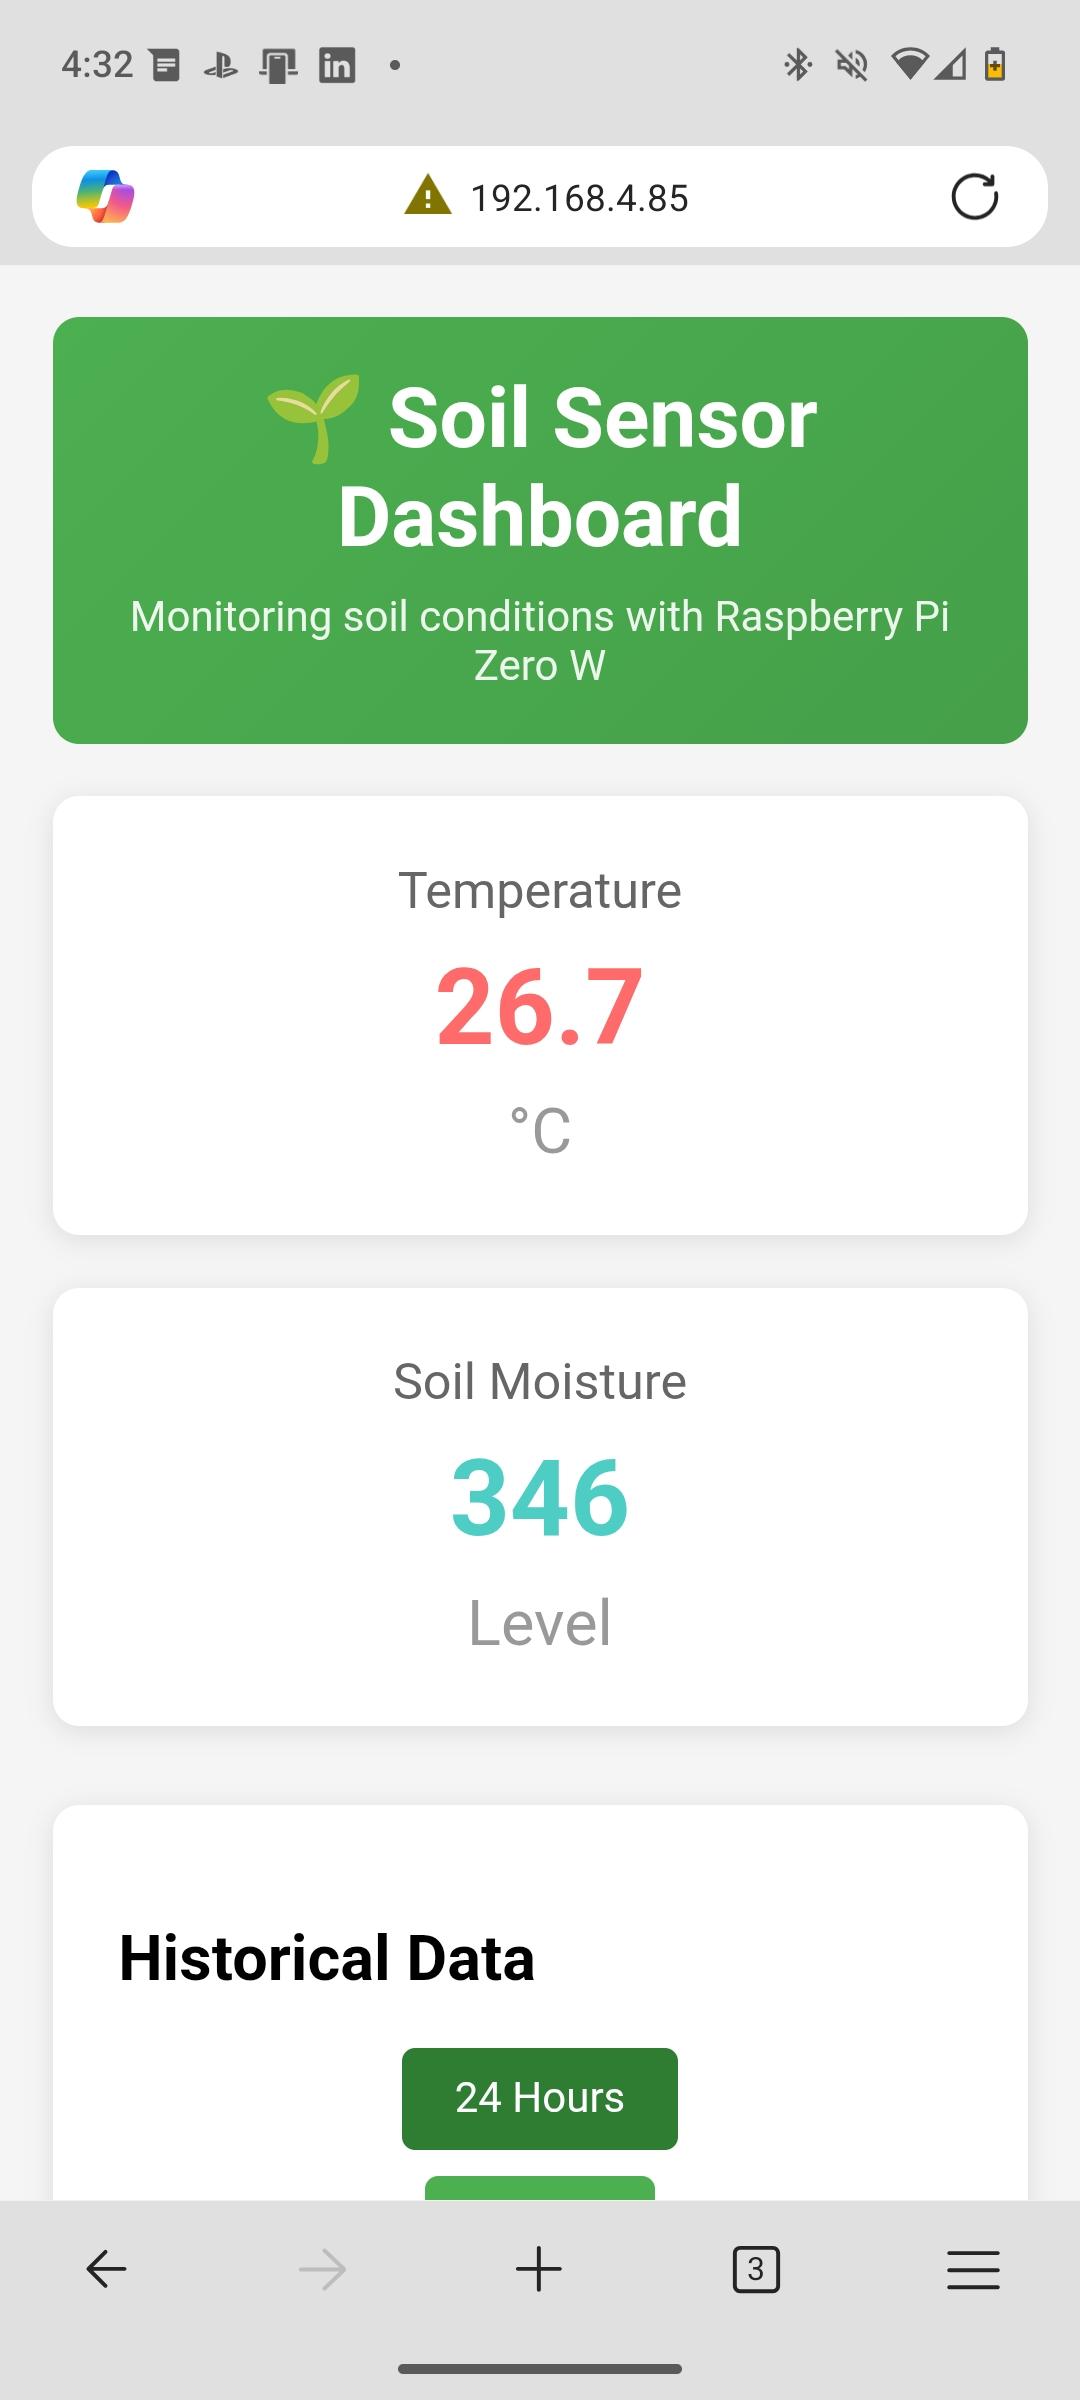 4:32
192.168.4.85
Soil Sensor
Dashboard
Monitoring soil conditions with Raspberry Pi
Zero W
Temperature
26.7
°C
Soil Moisture
346
Level
Historical Data
24 Hours
3